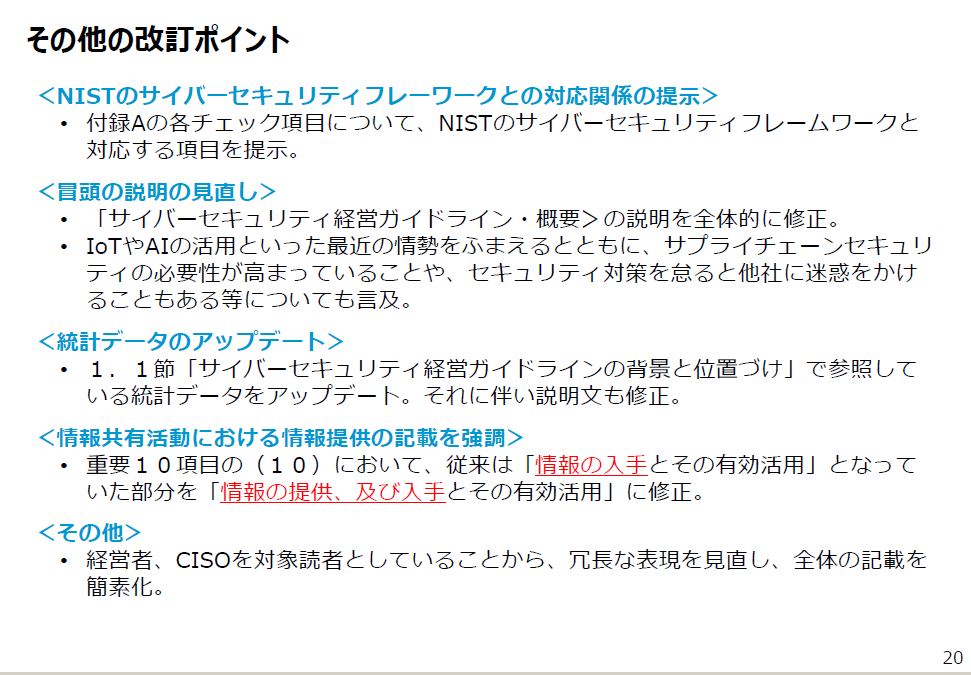 その他の改訂ポイント
＜NISTのサイバーセキュリティフレーワークとの対応関係の提示＞
• 付録Aの各チェック項目について、NISTのサイバーセキュリティフレームワークと
対応する項目を提示。
＜冒頭の説明の見直し＞
• 「サイバーセキュリティ経営ガイドライン・概要＞の説明を全体的に修正。
• IoTやAIの活用といった最近の情勢をふまえるとともに、サプライチェーンセキュリ
ティの必要性が高まっていることや、セキュリティ対策を怠ると他社に迷惑をかけ
ることもある等についても言及。
＜統計データのアップデート＞
• １．１節「サイバーセキュリティ経営ガイドラインの背景と位置づけ」で参照して
いる統計データをアップデート。それに伴い説明文も修正。
＜情報共有活動における情報提供の記載を強調＞
• 重要１０項目の（１０）において、従来は「情報の入手とその有効活用」となって
いた部分を「情報の提供、及び入手とその有効活用」に修正。
＜その他＞
• 経営者、CISOを対象読者としていることから、冗長な表現を見直し、全体の記載を
簡素化。
20